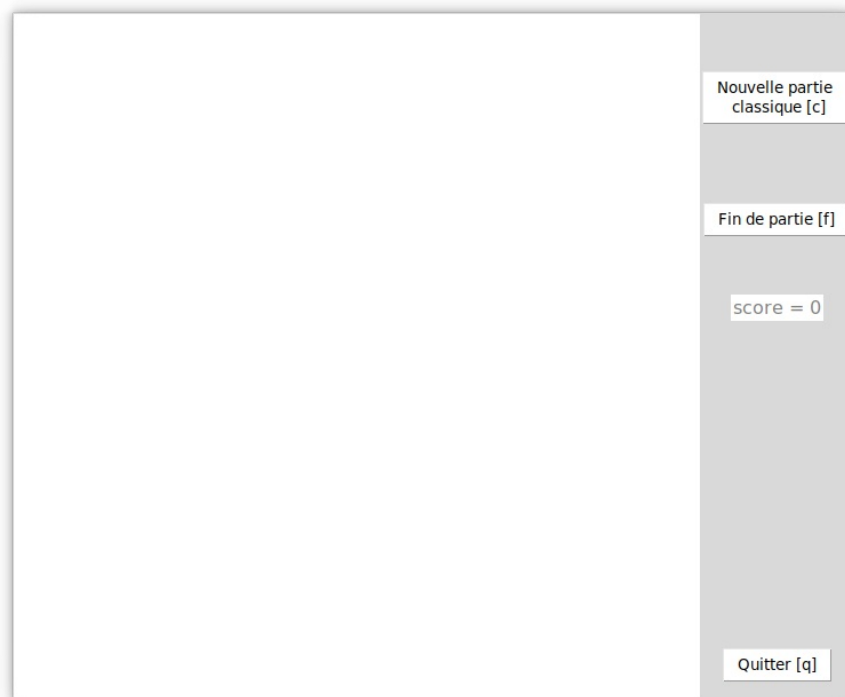 Nouvelle partie
classique [c]
Fin de partie [f]
score = 0
Quitter [q]